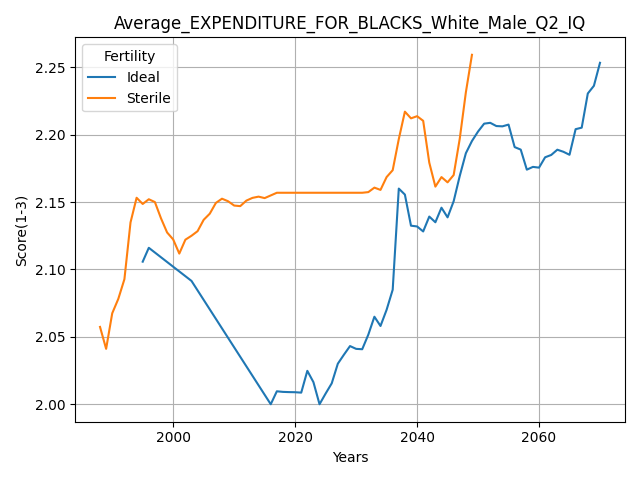 Average_EXPENDITURE_FOR_BLACKS_White_Male_Q2_IQ
Fertility
Ideal
Sterile
Score(1-3)
2.25
2.20
2.15
2.10
2.05
2.00
2000 2020 2040 2060
Years